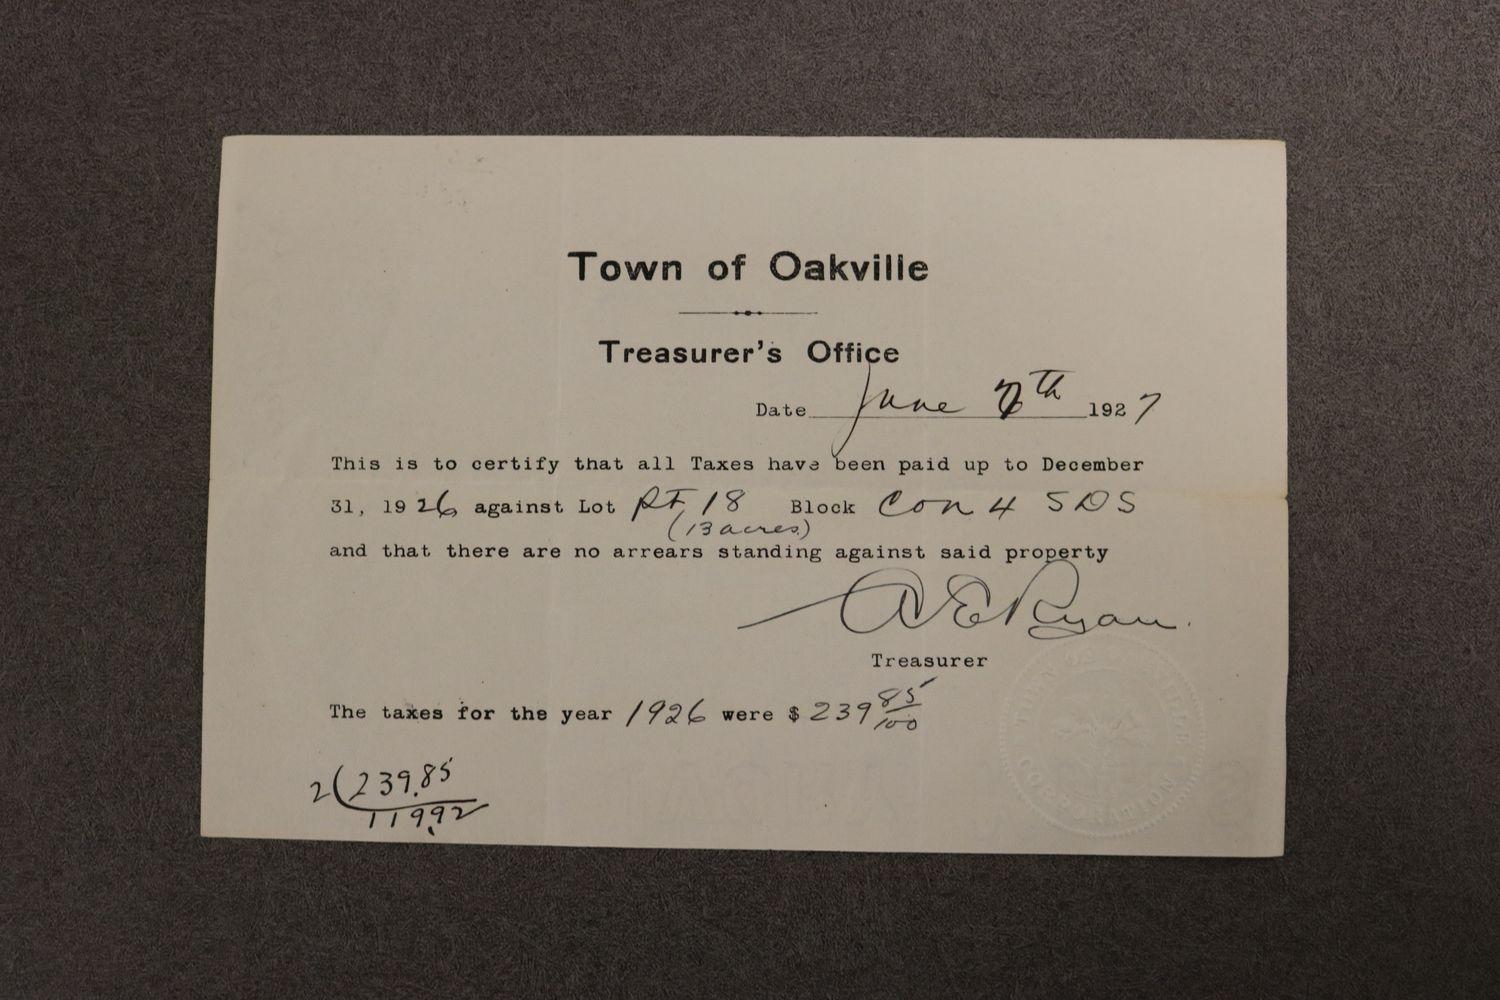 Town of Oakville
Treasurer's Office
Date June 7th 1927
This is to certify that all Taxes have been paid up to December
31, 1926 against Lot Pt 18 Block Con 4 SDS
(13 acres)
and that there are no arrears standing against said property
A E Ryan.
Treasurer
The taxes for the year 1926 were $ 239 85/100
2(239.85
119.92
TOWN OF OAKVILLE
CORPORATION